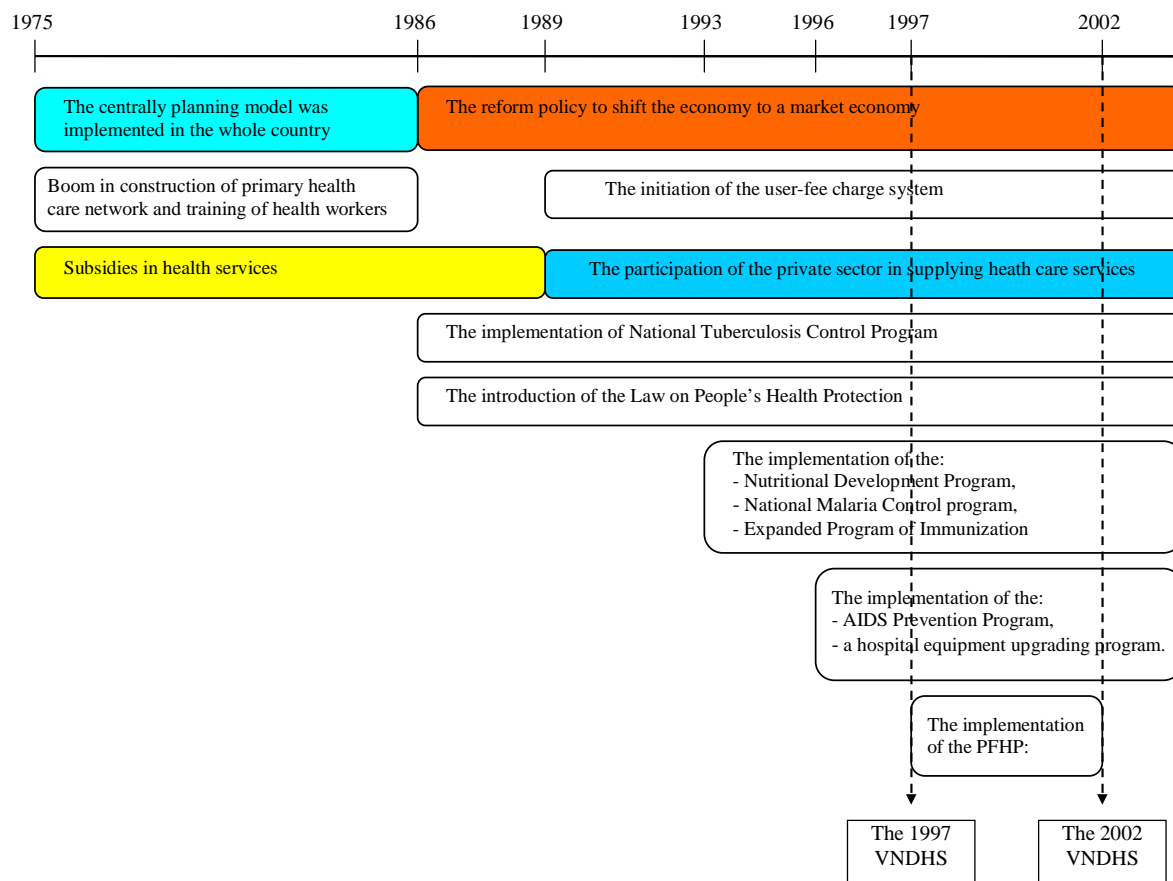 1975 1986 1989 1993 1996 1997 2002
The centrally planning model was
implemented in the whole country
The reform policy to shift the economy to a market economy
Boom in construction of primary health
care network and training of health workers
The initiation of the user-fee charge system
Subsidies in health services
The participation of the private sector in supplying heath care services
The implementation of National Tuberculosis Control Program
The introduction of the Law on People’s Health Protection
The implementation of the:
- Nutritional Development Program,
- National Malaria Control program,
- Expanded Program of Immunization
The implementation of the:
- AIDS Prevention Program,
- a hospital equipment upgrading program.
The implementation
of the PFHP:
The 1997
VNDHS
The 2002
VNDHS